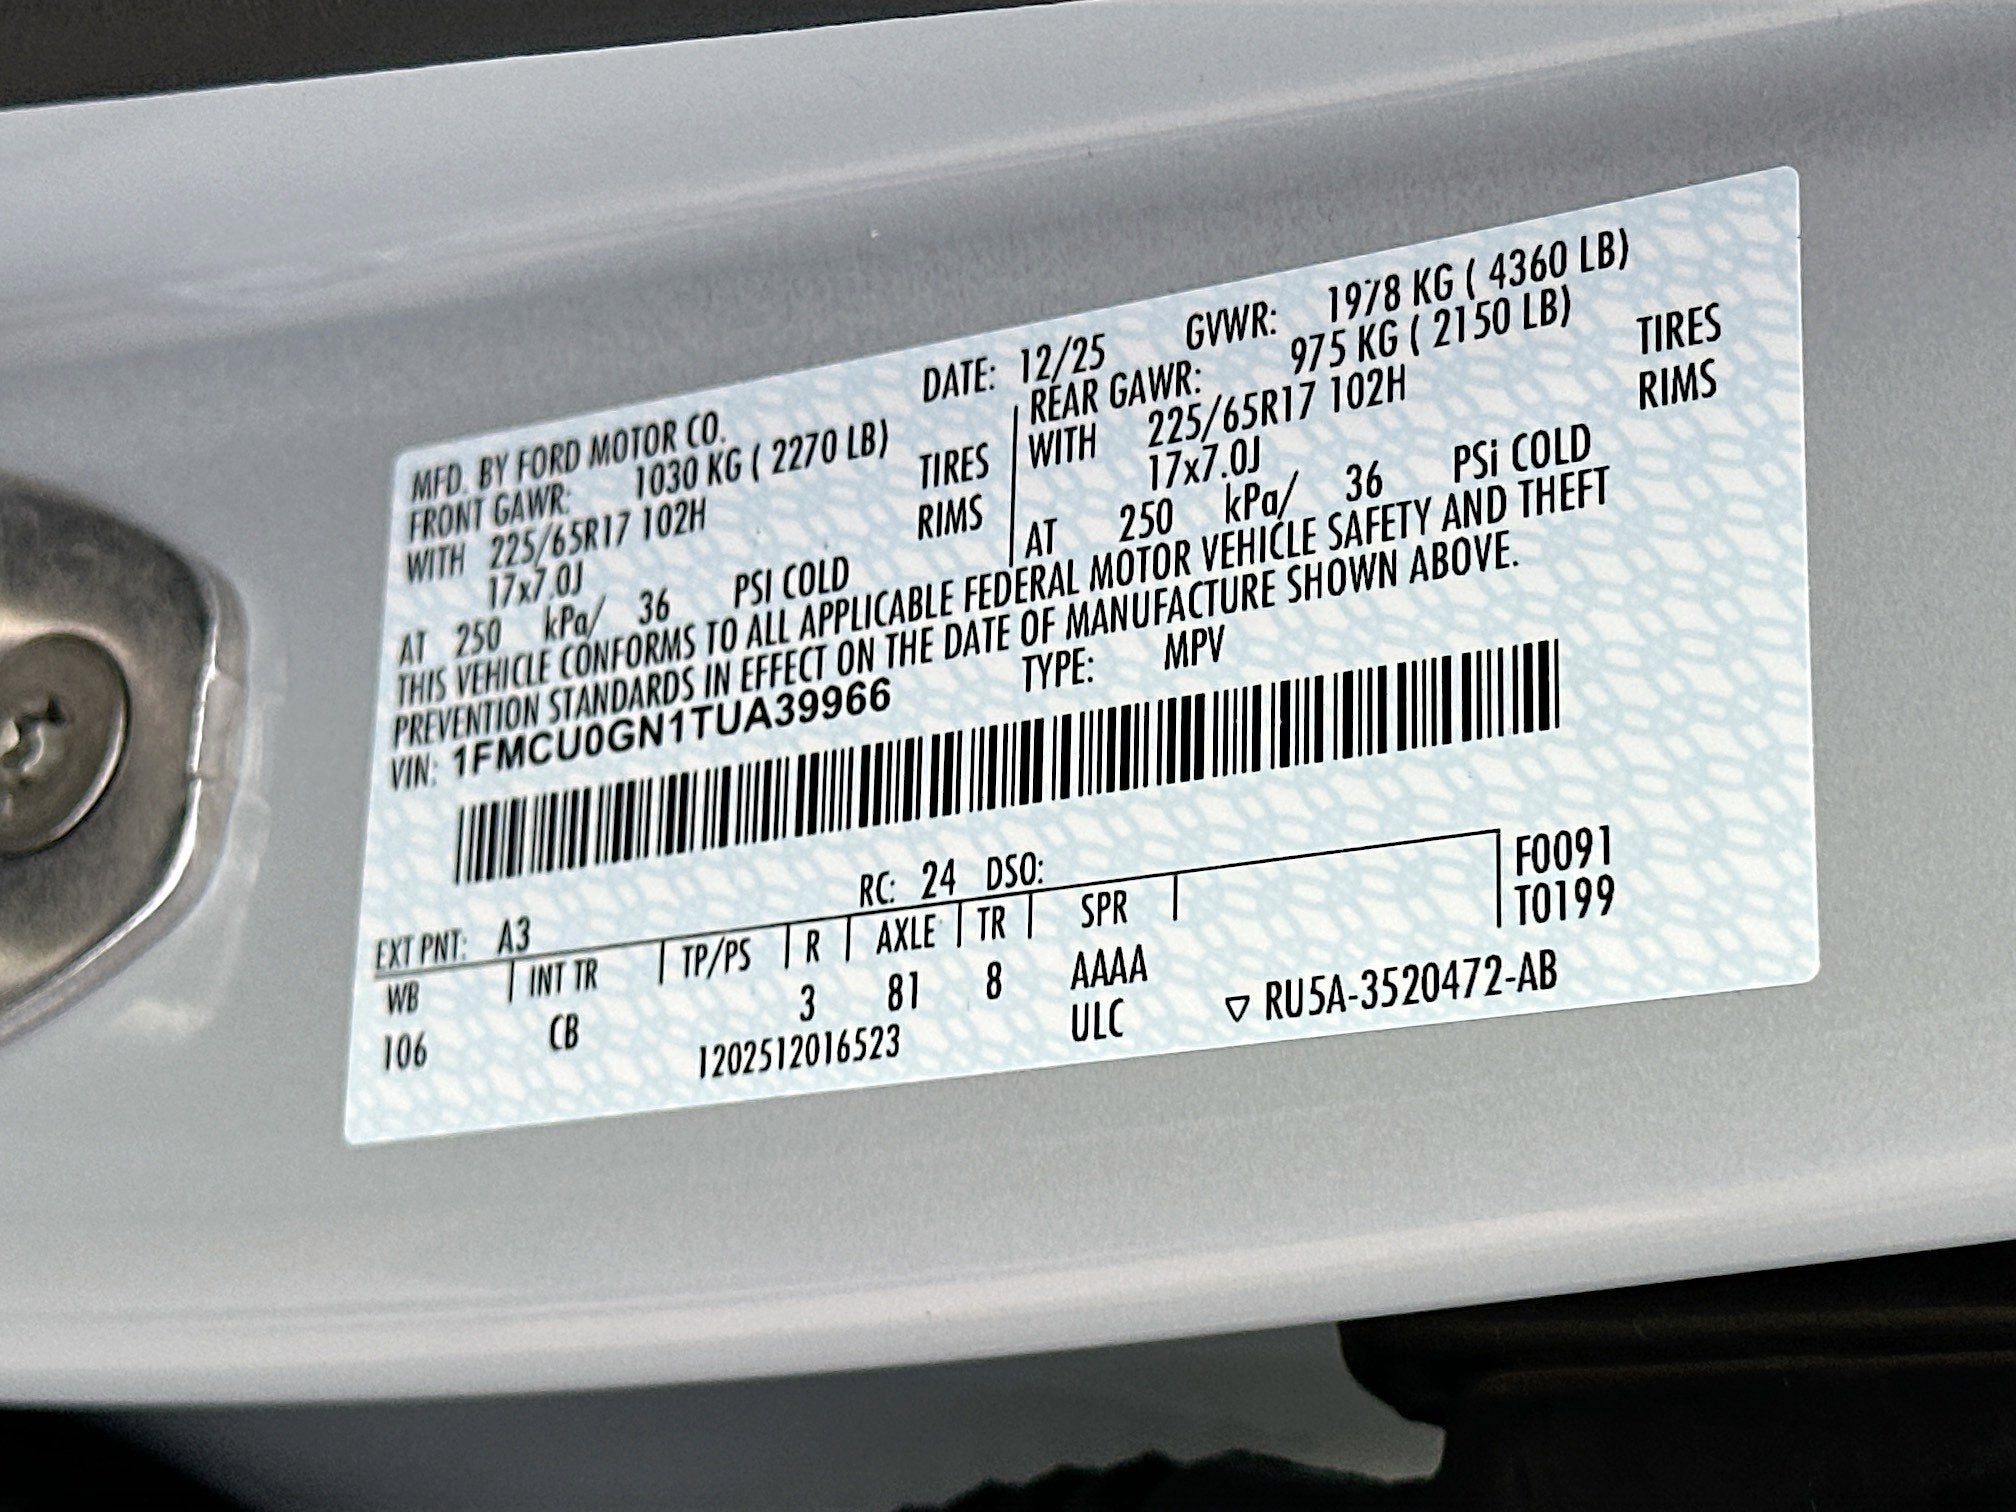 MFD. BY FORD MOTOR CO. DATE: 12/25 GVWR: 1978 KG ( 4360 LB)
FRONT GAWR: 1030 KG ( 2270 LB) REAR GAWR: 975 KG ( 2150 LB)
WITH 225/65R17 102H TIRES WITH 225/65R17 102H TIRES
17x7.0J RIMS 17x7.0J RIMS
AT 250 kPa/ 36 PSI COLD AT 250 kPa/ 36 PSi COLD
THIS VEHICLE CONFORMS TO ALL APPLICABLE FEDERAL MOTOR VEHICLE SAFETY AND THEFT
PREVENTION STANDARDS IN EFFECT ON THE DATE OF MANUFACTURE SHOWN ABOVE.
VIN: 1FMCU0GN1TUA39966 TYPE: MPV
EXT PNT: A3 RC: 24 DSO: F0091
WB INT TR TP/PS R AXLE TR SPR T0199
106 CB 3 81 8 AAAA
1202512016523 ULC ▽ RU5A-3520472-AB